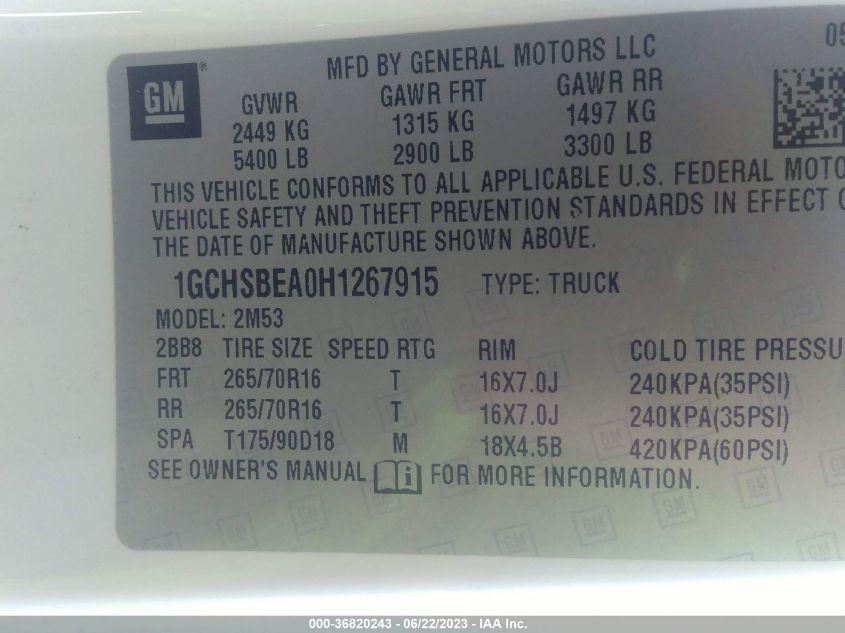 MFD BY GENERAL MOTORS LLC 05
GM ®
GVWR GAWR FRT GAWR RR
2449 KG 1315 KG 1497 KG
5400 LB 2900 LB 3300 LB
THIS VEHICLE CONFORMS TO ALL APPLICABLE U.S. FEDERAL MOTO
VEHICLE SAFETY AND THEFT PREVENTION STANDARDS IN EFFECT
THE DATE OF MANUFACTURE SHOWN ABOVE.
1GCHSBEA0H1267915 TYPE: TRUCK
MODEL: 2M53
2BB8 TIRE SIZE SPEED RTG RIM COLD TIRE PRESSU
FRT 265/70R16 T 16X7.0J 240KPA(35PSI)
RR 265/70R16 T 16X7.0J 240KPA(35PSI)
SPA T175/90D18 M 18X4.5B 420KPA(60PSI)
SEE OWNER'S MANUAL i FOR MORE INFORMATION.
000-36820243 - 06/22/2023 - IAA Inc.